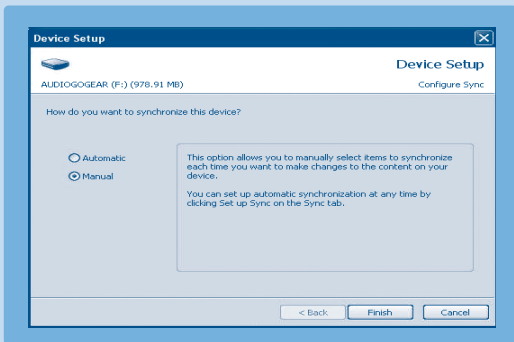 Device Setup
Device Setup
AUDIOGOGEAR (F:) (978.91 MB)
Configure Sync
How do you want to synchronize this device?
Automatic
Manual
This option allows you to manually select items to synchronize
each time you want to make changes to the content on your
device.
You can set up automatic synchronization at any time by
clicking Set up Sync on the Sync tab.
< Back
Finish
Cancel